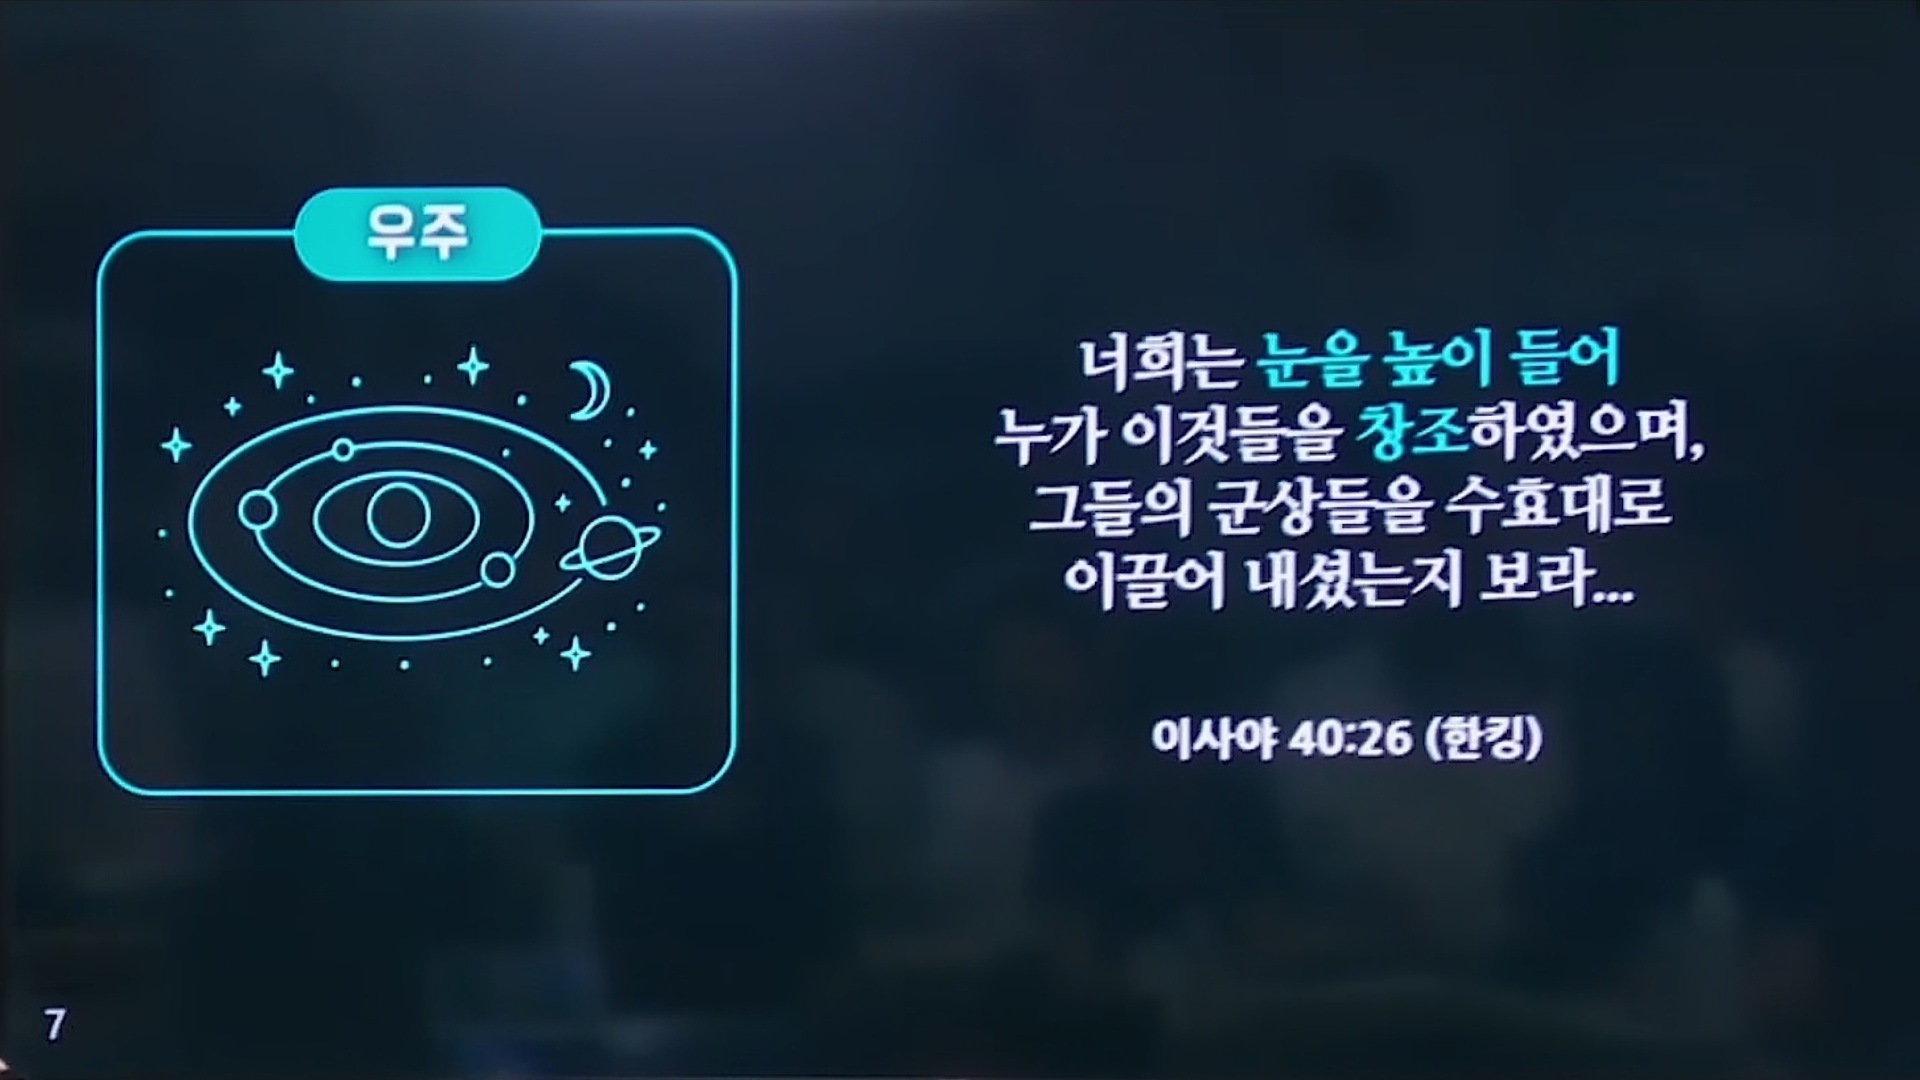 우주
너희는 눈을 높이 들어
누가 이것들을 창조하였으며,
그들의 군상들을 수효대로
이끌어 내셨는지 보라...
이사야 40:26 (한킹)
7